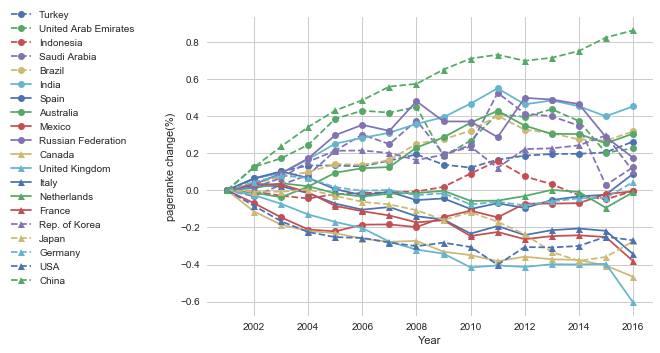 Turkey
United Arab Emirates
Indonesia
Saudi Arabia
Brazil
India
Spain
Australia
Mexico
Russian Federation
Canada
United Kingdom
Italy
Netherlands
France
Rep. of Korea
Japan
Germany
USA
China
pageranke change(%)
0.8
0.6
0.4
0.2
0.0
−0.2
−0.4
−0.6
2002 2004 2006 2008 2010 2012 2014 2016
Year